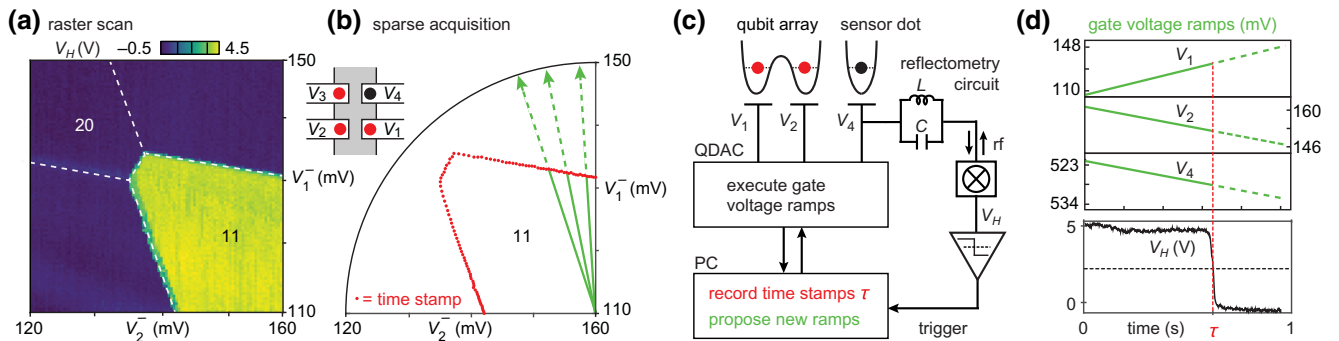 (a) raster scan
V_H (V) –0.5 4.5
150
20
V_1^- (mV)
11
110
120 V_2^- (mV) 160
(b) sparse acquisition
150
V_3 V_4
V_2 V_1
V_1^- (mV)
11
• = time stamp
110
120 V_2^- (mV) 160
(c) qubit array sensor dot
reflectometry
circuit
L
C
V_1 V_2 V_4
rf
QDAC
execute gate
voltage ramps
V_H
PC
record time stamps τ
propose new ramps
trigger
(d) gate voltage ramps (mV)
148
V_1
110
V_2 160
146
523
V_4
534
5
V_H (V)
0
0 time (s) τ 1